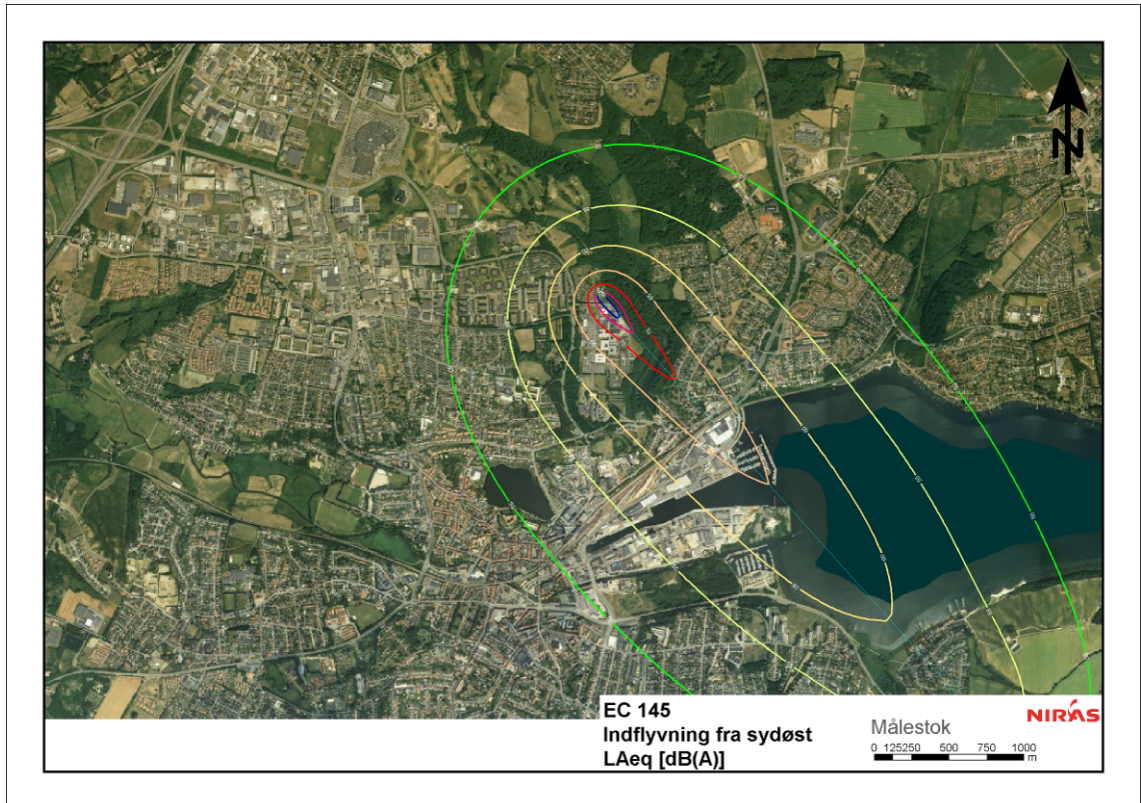 N
EC 145
Indflyvning fra sydøst
LAeq [dB(A)]
Målestok
0 125250 500 750 1000
m
NIRAS